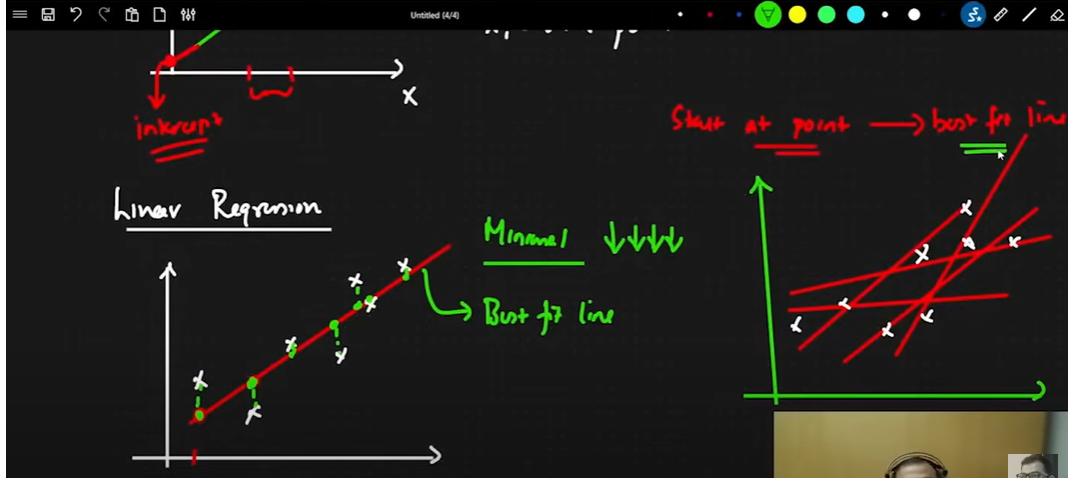 Untitled (4/4)
x
intercept
Start at point → best fit line
Linear Regression
Minimal ↓↓↓↓
Best fit line